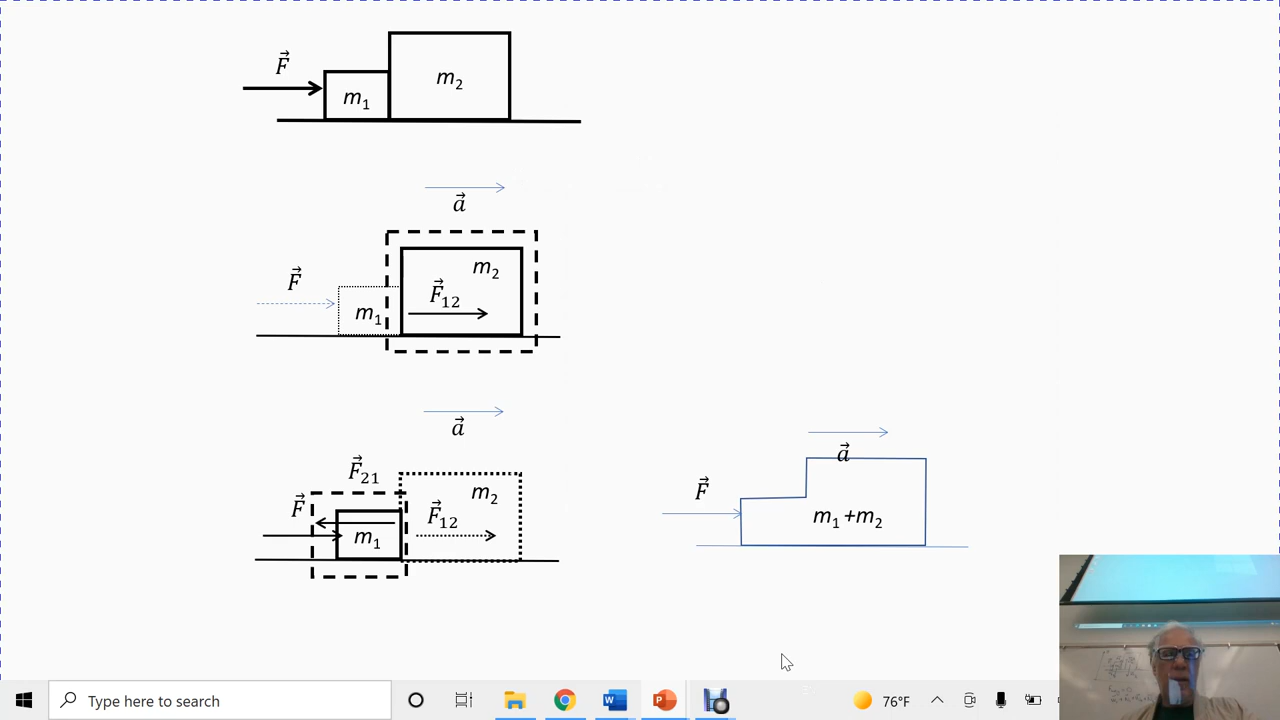 F⃗
m₁
m₂
a⃗
F⃗
m₁
m₂
F⃗₁₂
a⃗
F⃗₂₁
F⃗
m₁
m₂
F⃗₁₂
a⃗
F⃗
m₁+m₂
Type here to search
76°F